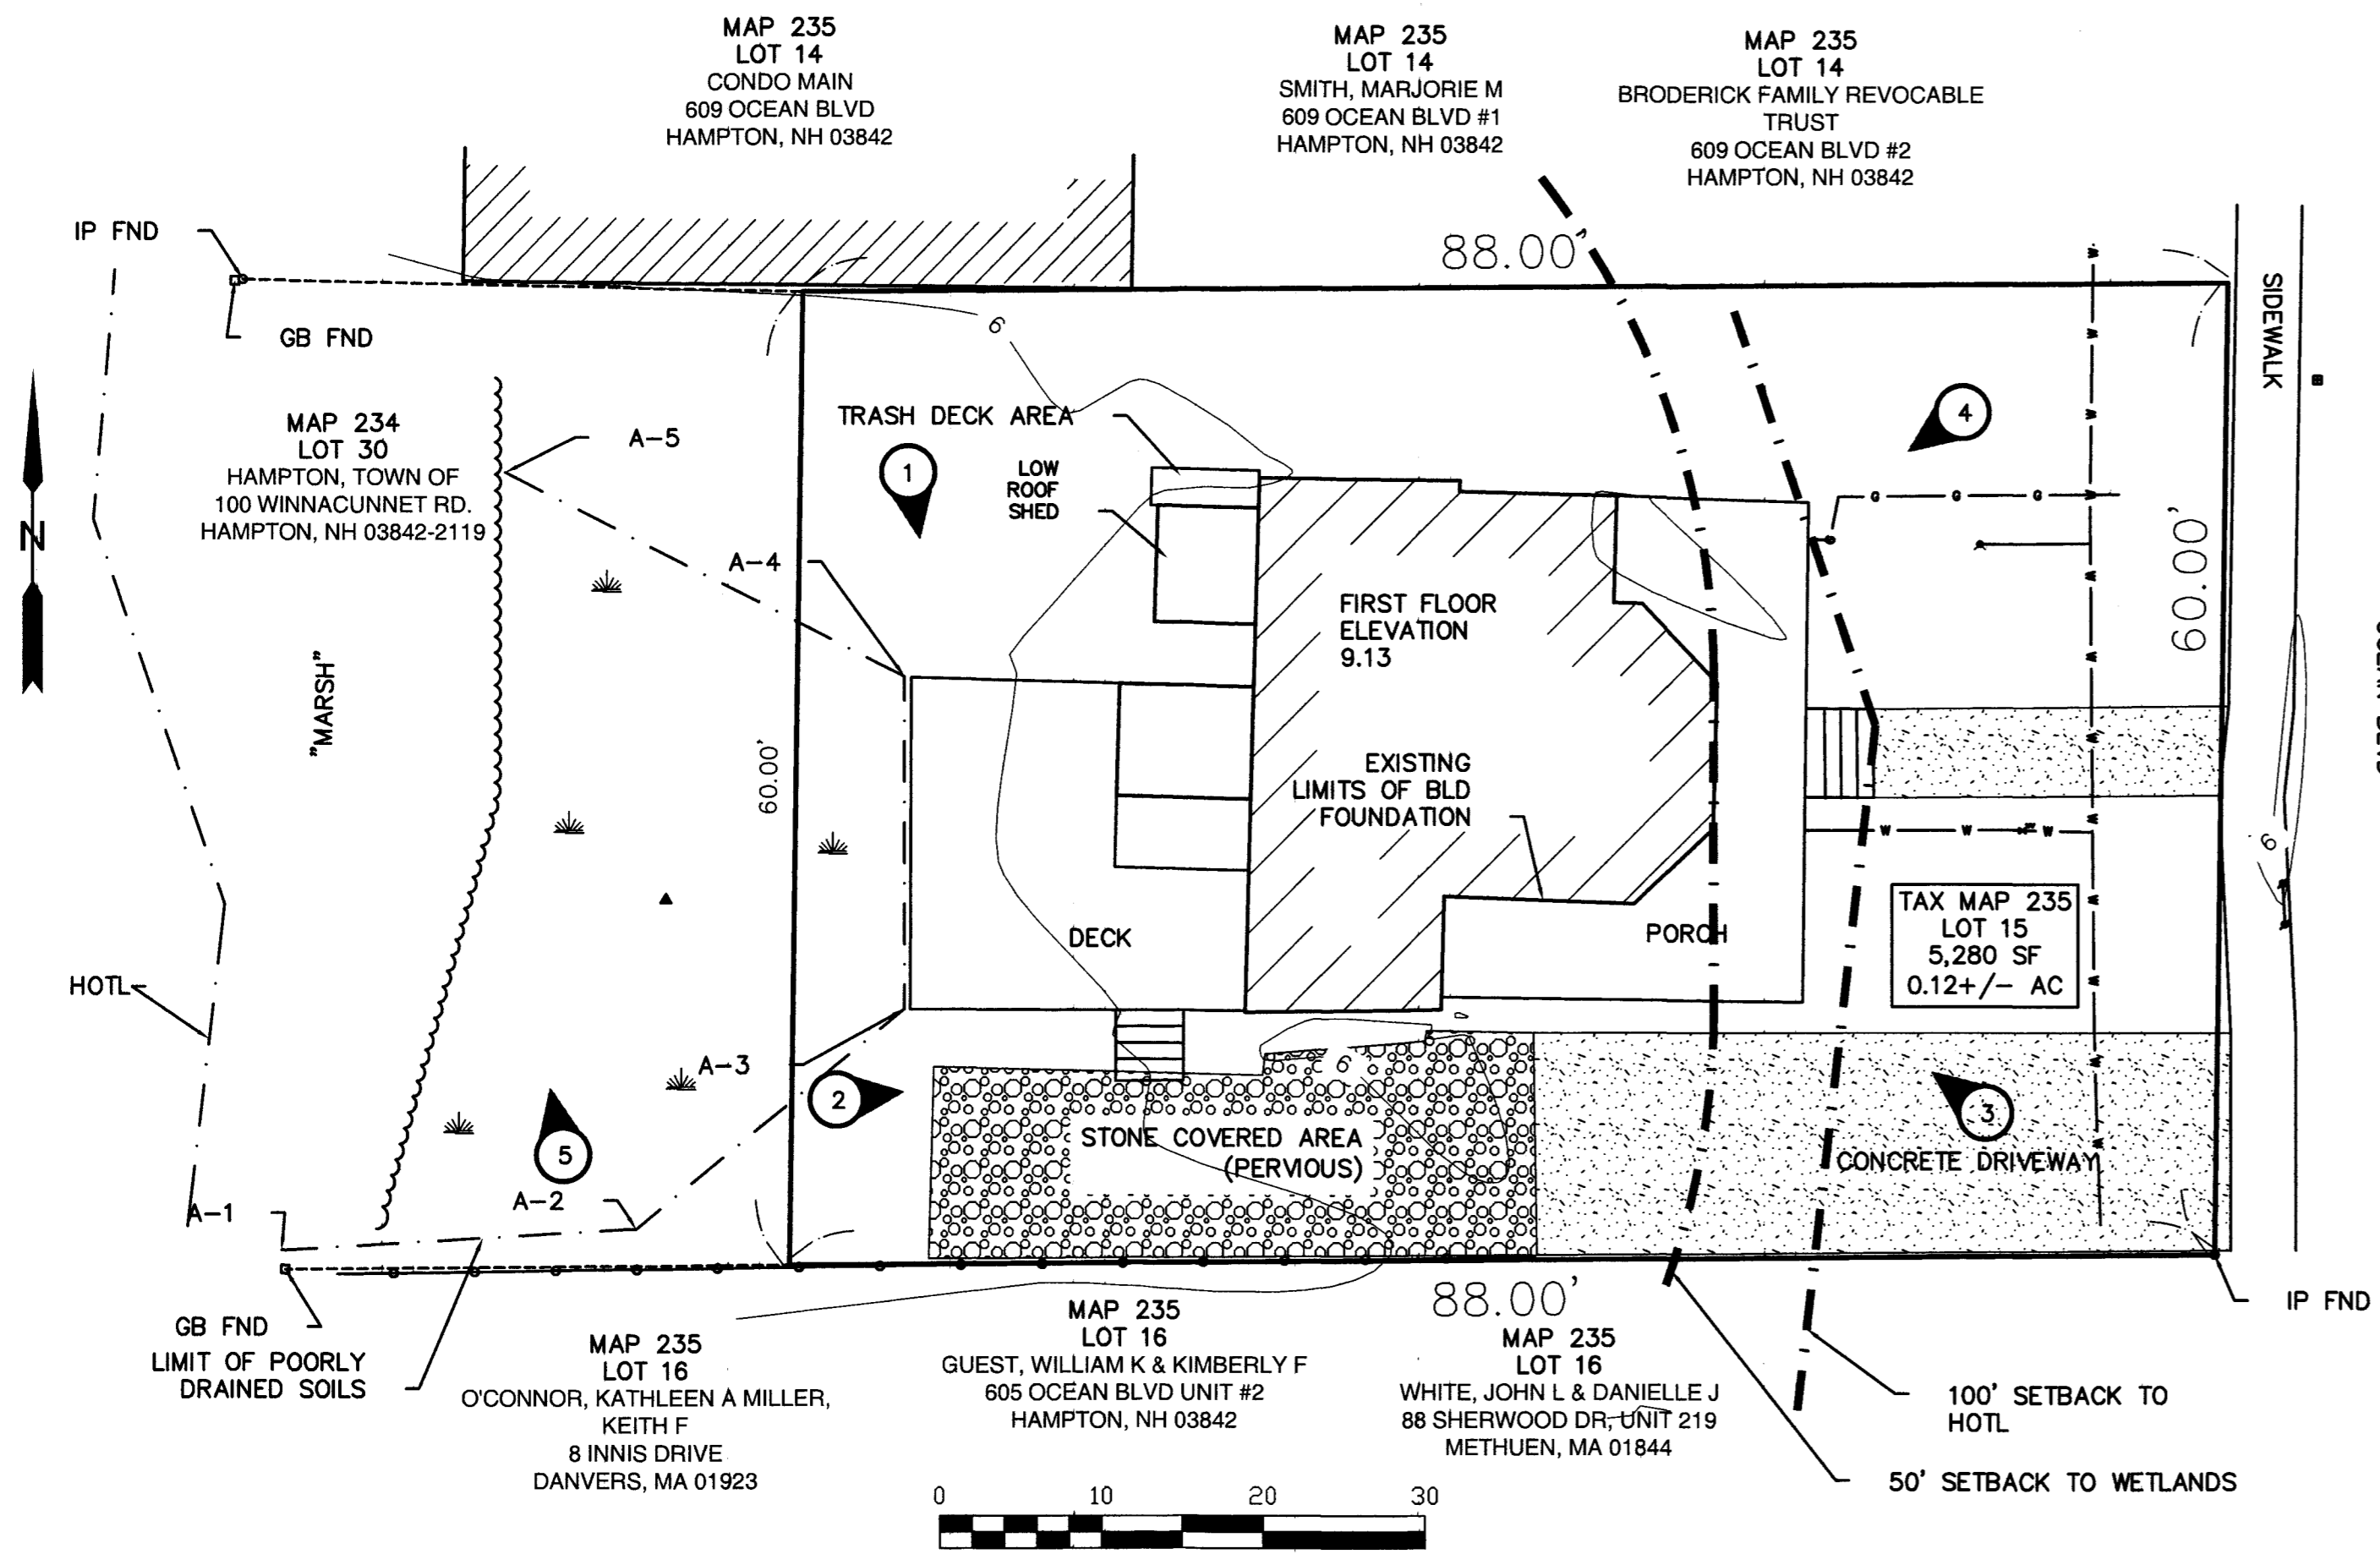 MAP 235
LOT 14
CONDO MAIN
609 OCEAN BLVD
HAMPTON, NH 03842
MAP 235
LOT 14
SMITH, MARJORIE M
609 OCEAN BLVD #1
HAMPTON, NH 03842
MAP 235
LOT 14
BRODERICK FAMILY REVOCABLE
TRUST
609 OCEAN BLVD #2
HAMPTON, NH 03842
IP FND
GB FND
88.00'
SIDEWALK
6
N
MAP 234
LOT 30
HAMPTON, TOWN OF
100 WINNACUNNET RD.
HAMPTON, NH 03842-2119
A-5
TRASH DECK AREA
1
LOW
ROOF
SHED
4
G G G
A-4
60.00'
FIRST FLOOR
ELEVATION
9.13
"MARSH"
60.00'
EXISTING
LIMITS OF BLD
FOUNDATION
W W W
6
DECK
PORCH
TAX MAP 235
LOT 15
5,280 SF
0.12+/- AC
HOTL
A-3
2
6
3
STONE COVERED AREA
(PERVIOUS)
CONCRETE DRIVEWAY
5
A-1
A-2
GB FND
LIMIT OF POORLY
DRAINED SOILS
88.00'
IP FND
MAP 235
LOT 16
O'CONNOR, KATHLEEN A MILLER,
KEITH F
8 INNIS DRIVE
DANVERS, MA 01923
MAP 235
LOT 16
GUEST, WILLIAM K & KIMBERLY F
605 OCEAN BLVD UNIT #2
HAMPTON, NH 03842
MAP 235
LOT 16
WHITE, JOHN L & DANIELLE J
88 SHERWOOD DR, UNIT 219
METHUEN, MA 01844
100' SETBACK TO
HOTL
50' SETBACK TO WETLANDS
0 10 20 30